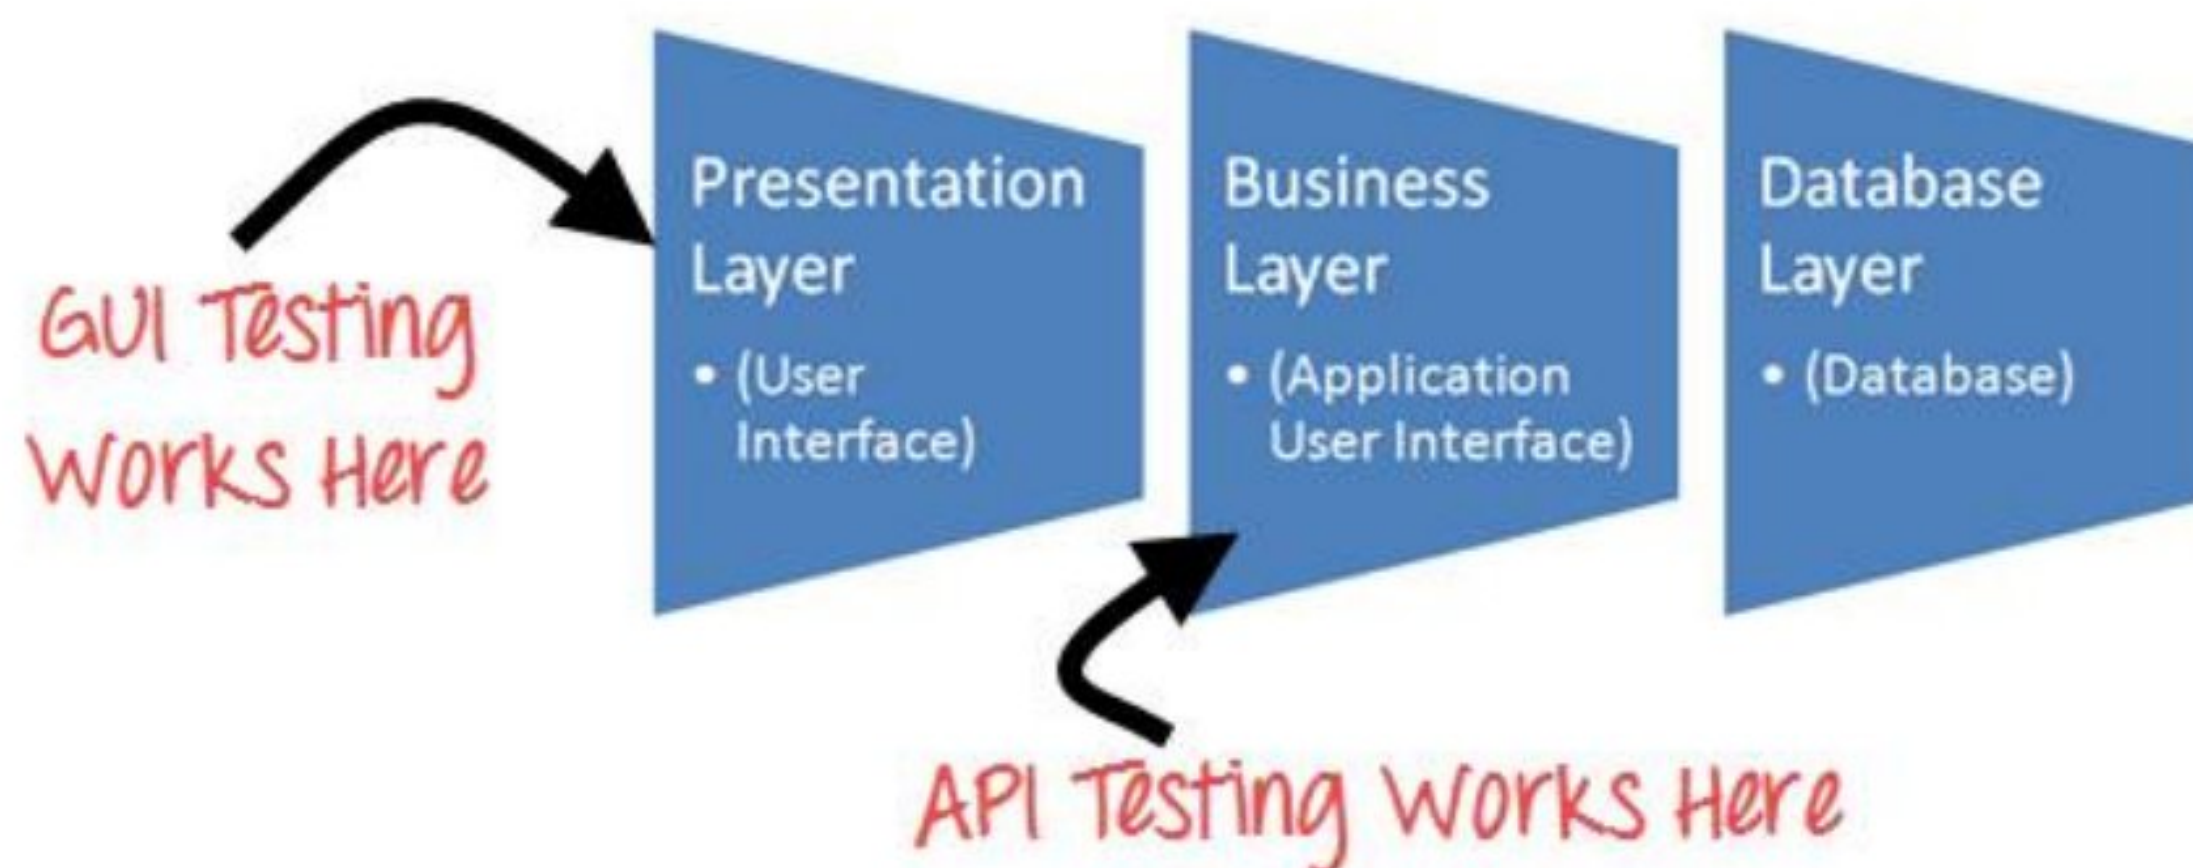 GUI Testing
Works Here
Presentation
Layer
• (User
Interface)
Business
Layer
• (Application
User Interface)
Database
Layer
• (Database)
API Testing Works Here